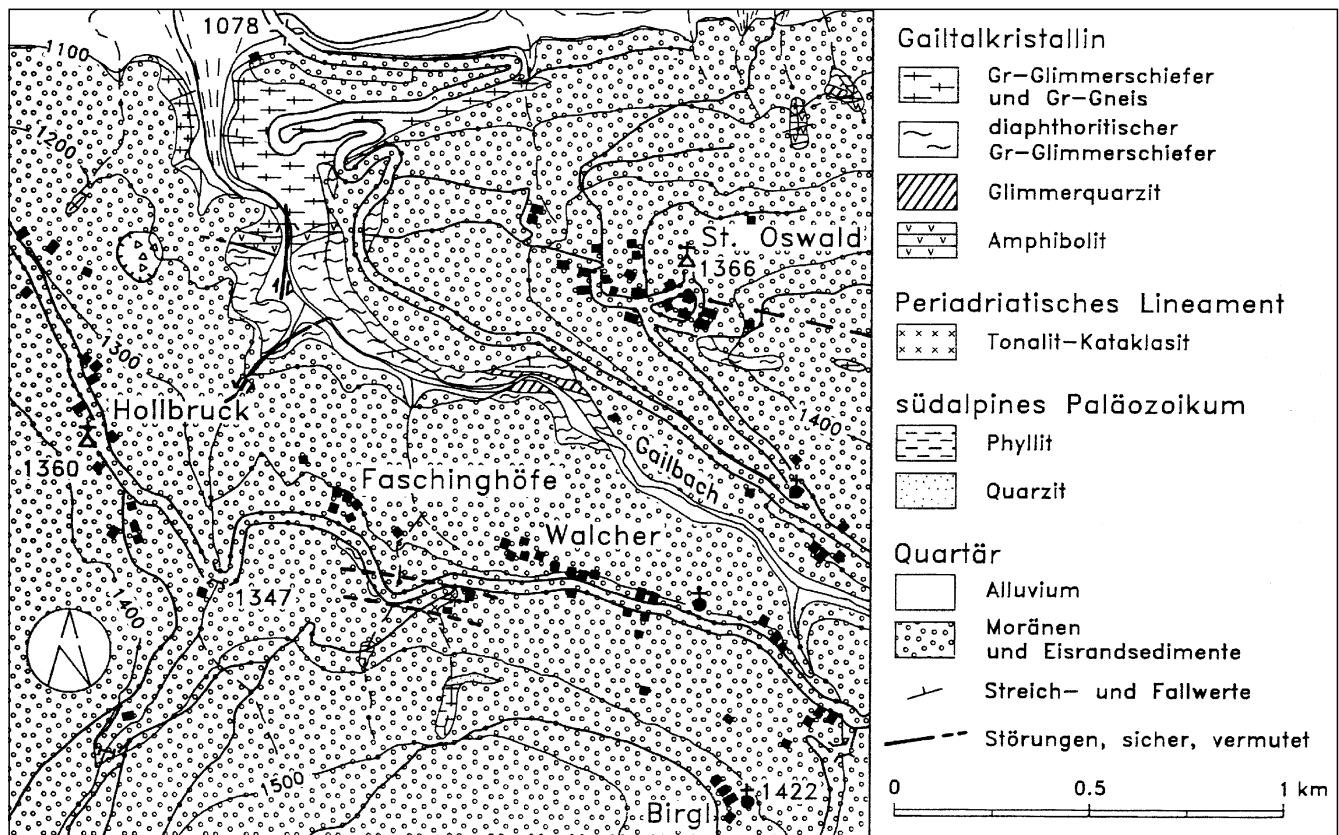 1078
1100
1200
St. Oswald
1366
1300
Hollbruck
1360
1400
Gailbach
Faschinghöfe
Walcher
1347
1400
1500
1422
Birgl
Gailtalkristallin
Gr-Glimmerschiefer
und Gr-Gneis
diaphthoritischer
Gr-Glimmerschiefer
Glimmerquarzit
Amphibolit
Periadriatisches Lineament
Tonalit-Kataklasit
südalpines Paläozoikum
Phyllit
Quarzit
Quartär
Alluvium
Moränen
und Eisrandsedimente
Streich- und Fallwerte
Störungen, sicher, vermutet
0 0.5 1 km